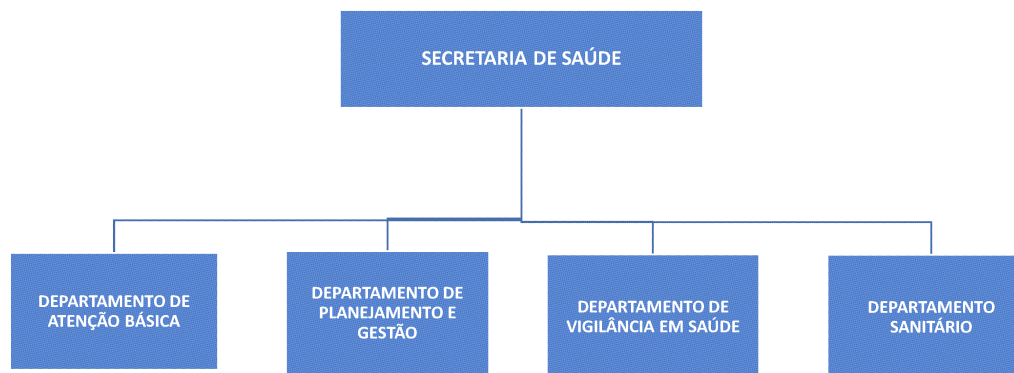 SECRETARIA DE SAÚDE
DEPARTAMENTO DE
ATENÇÃO BÁSICA
DEPARTAMENTO DE
PLANEJAMENTO E
GESTÃO
DEPARTAMENTO DE
VIGILÂNCIA EM SAÚDE
DEPARTAMENTO
SANITÁRIO